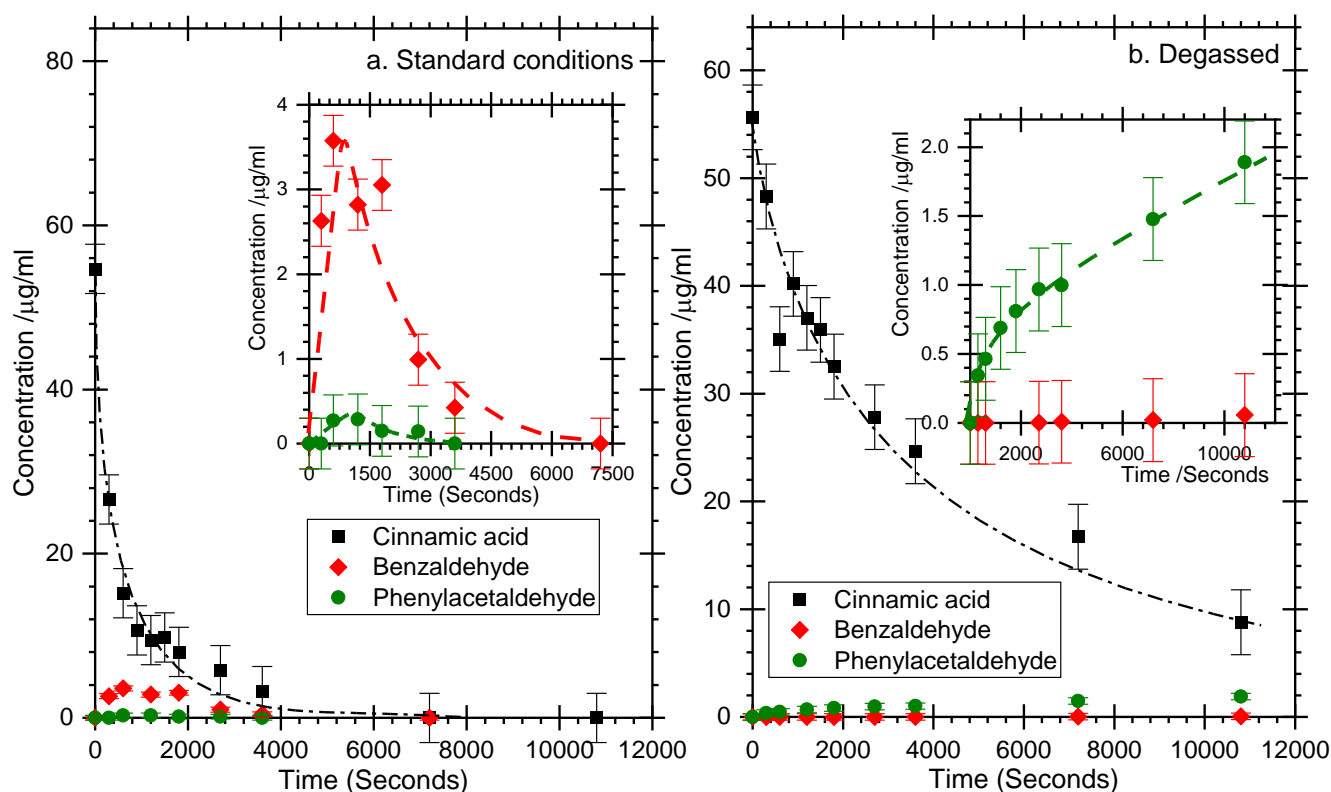 a. Standard conditions
80
60
40
20
0
Concentration /μg/ml
0 2000 4000 6000 8000 10000 12000
Time (Seconds)
4
3
2
1
0
Concentration /μg/ml
0 1500 3000 4500 6000 7500
Time (Seconds)
Cinnamic acid
Benzaldehyde
Phenylacetaldehyde
b. Degassed
60
50
40
30
20
10
0
Concentration /μg/ml
0 2000 4000 6000 8000 10000 12000
Time (Seconds)
2.0
1.5
1.0
0.5
0.0
Concentration /μg/ml
2000 6000 10000
Time /Seconds
Cinnamic acid
Benzaldehyde
Phenylacetaldehyde